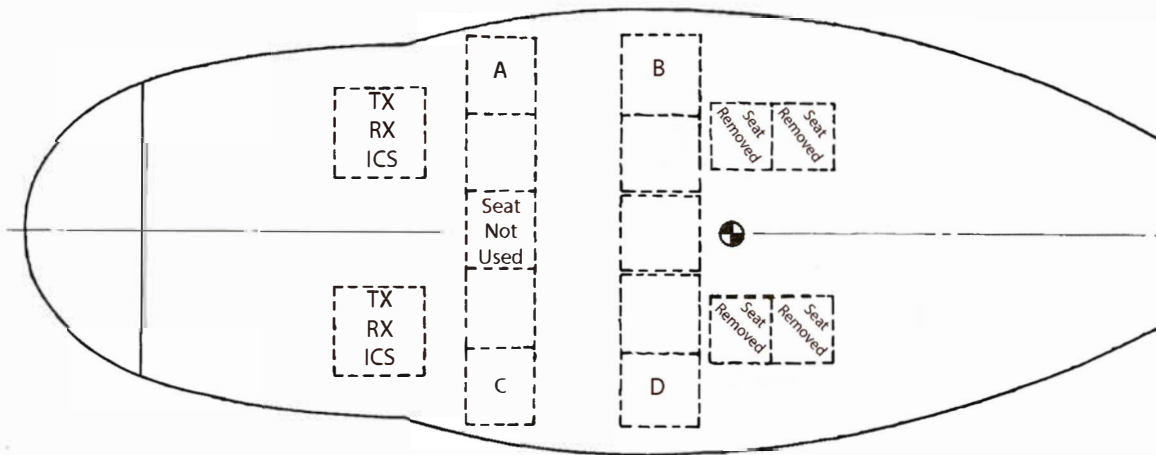 A
B
TX
RX
ICS
Seat
Removed
Seat
Removed
Seat
Not
Used
TX
RX
ICS
Seat
Removed
Seat
Removed
C
D